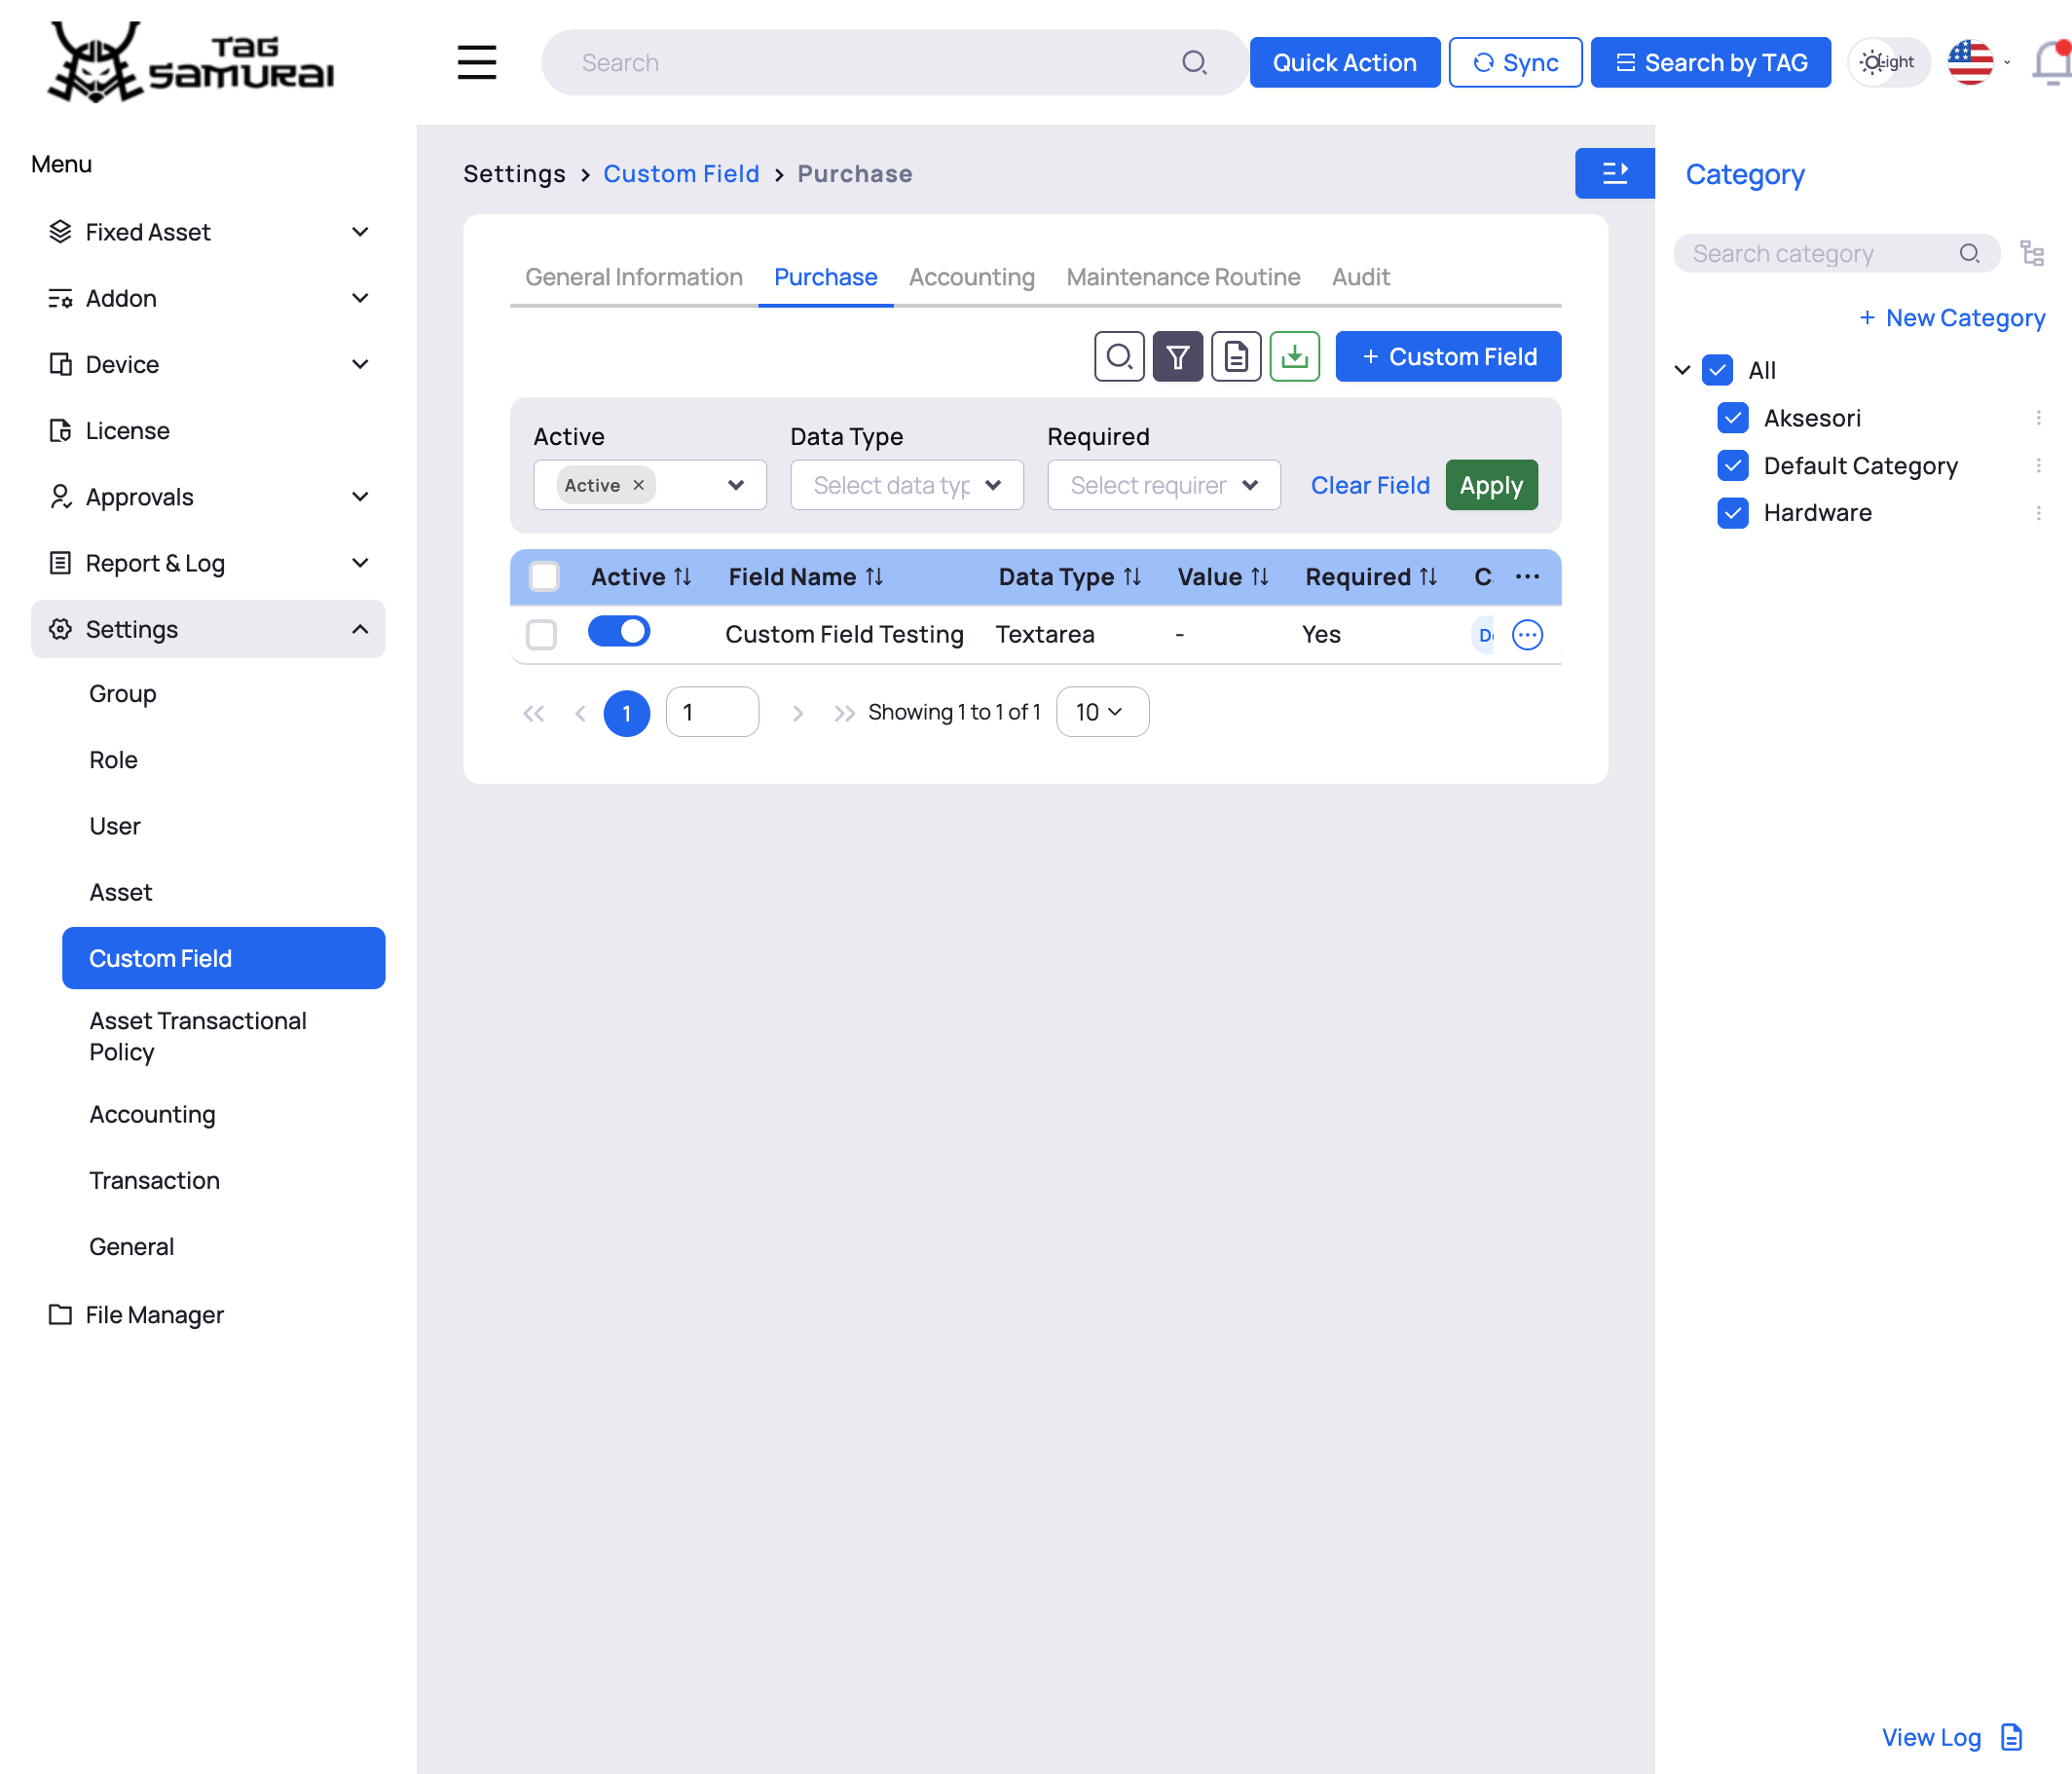 TAG
SAMURAI
Search
Quick Action
Sync
Search by TAG
Light
Menu
Fixed Asset
Addon
Device
License
Approvals
Report & Log
Settings
Group
Role
User
Asset
Custom Field
Asset Transactional
Policy
Accounting
Transaction
General
File Manager
Settings > Custom Field > Purchase
General Information Purchase Accounting Maintenance Routine Audit
+ Custom Field
Active Data Type Required
Active × Select data typ Select requirer Clear Field Apply
Active Field Name Data Type Value Required C
Custom Field Testing Textarea - Yes D
1 1 Showing 1 to 1 of 1 10
Category
Search category
+ New Category
All
Aksesori
Default Category
Hardware
View Log